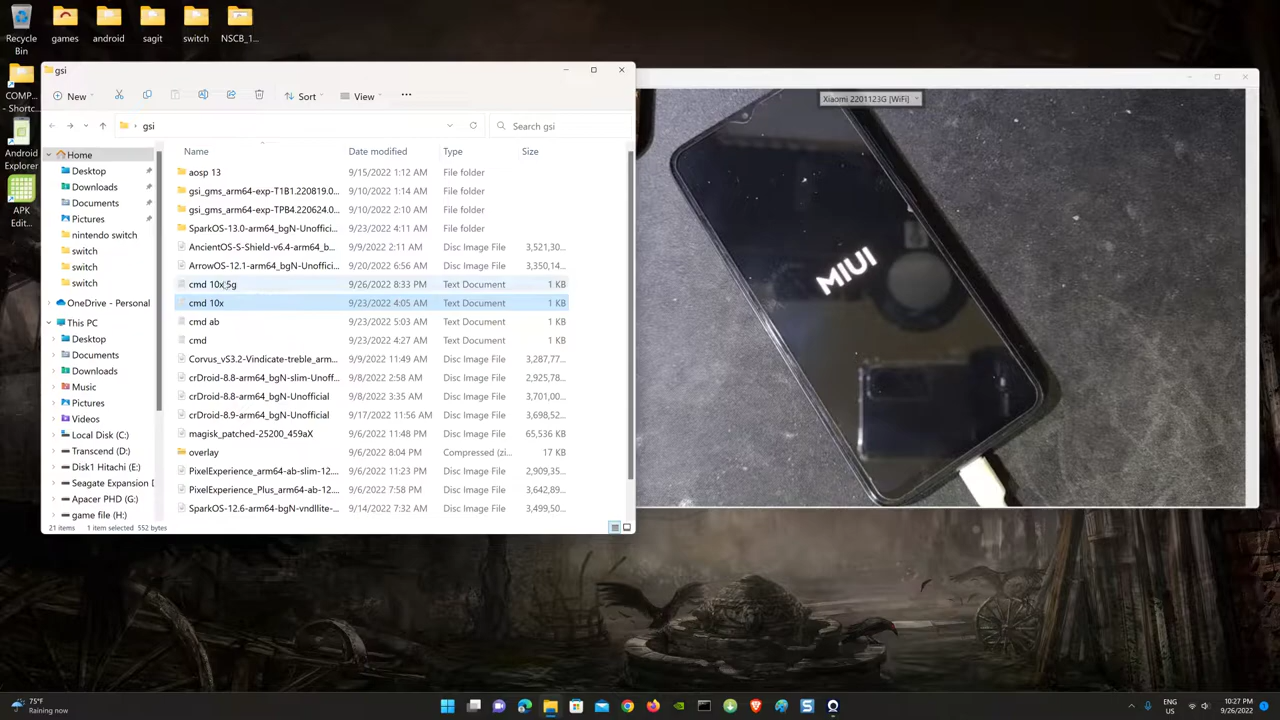 Recycle Bin
games
android
sagit
switch
NSCB_1...
COMP... - Shortc...
Android Explorer
APK Edit...
gsi
New
Sort
View
gsi
Search gsi
Home
Desktop
Downloads
Pictures
Pictures
nintendo switch
switch
switch
switch
OneDrive - Personal
This PC
Desktop
Documents
Downloads
Music
Pictures
Videos
Local Disk (C:)
Transcend (D:)
Disk1 Hitachi (E:)
Seagate Expansion D
Apacer PHD (G:)
game file (H:)
Name Date modified Type Size
aosp 13 9/15/2022 1:12 AM File folder
gsi_gms_arm64-exp-T1B1.220819.0... 9/10/2022 1:14 AM File folder
gsi_gms_arm64-exp-TPB4.220624.0... 9/10/2022 2:10 AM File folder
SparkOS-13.0-arm64_bgN-Unoffici... 9/23/2022 4:11 AM File folder
AncientOS-S-Shield-v6.4-arm64_b... 9/9/2022 2:11 AM Disc Image File 3,521,30...
ArrowOS-12.1-arm64_bgN-Unoffici... 9/20/2022 6:56 AM Disc Image File 3,350,14...
cmd 10x 5g 9/26/2022 8:33 PM Text Document 1 KB
cmd 10x 9/23/2022 4:05 AM Text Document 1 KB
cmd ab 9/23/2022 5:03 AM Text Document 1 KB
cmd 9/23/2022 4:27 AM Text Document 1 KB
Corvus_vS3.2-Vindicate-treble_arm... 9/9/2022 11:49 AM Disc Image File 3,287,77...
crDroid-8.8-arm64_bgN-slim-Unoff... 9/8/2022 2:58 AM Disc Image File 2,925,78...
crDroid-8.8-arm64_bgN-Unofficial 9/8/2022 3:35 AM Disc Image File 3,701,00...
crDroid-8.9-arm64_bgN-Unofficial 9/17/2022 11:56 AM Disc Image File 3,698,52...
magisk_patched-25200_459aX 9/6/2022 11:48 PM Disc Image File 65,536 KB
overlay 9/6/2022 8:04 PM Compressed (zi... 17 KB
PixelExperience_arm64-ab-slim-12.... 9/6/2022 11:23 PM Disc Image File 2,909,35...
PixelExperience_Plus_arm64-ab-12... 9/6/2022 7:58 PM Disc Image File 3,642,89...
SparkOS-12.6-arm64-bgN-vndlite-... 9/14/2022 7:32 AM Disc Image File 3,499,50...
21 items 1 item selected 552 bytes
Xiaomi 2201123G [WiFi]
MIUI
75°F
Raining now
ENG
US
10:27 PM
9/26/2022